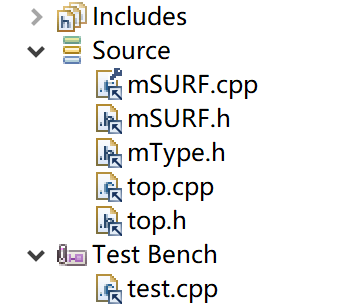 Includes
Source
mSURF.cpp
mSURF.h
mType.h
top.cpp
top.h
Test Bench
test.cpp